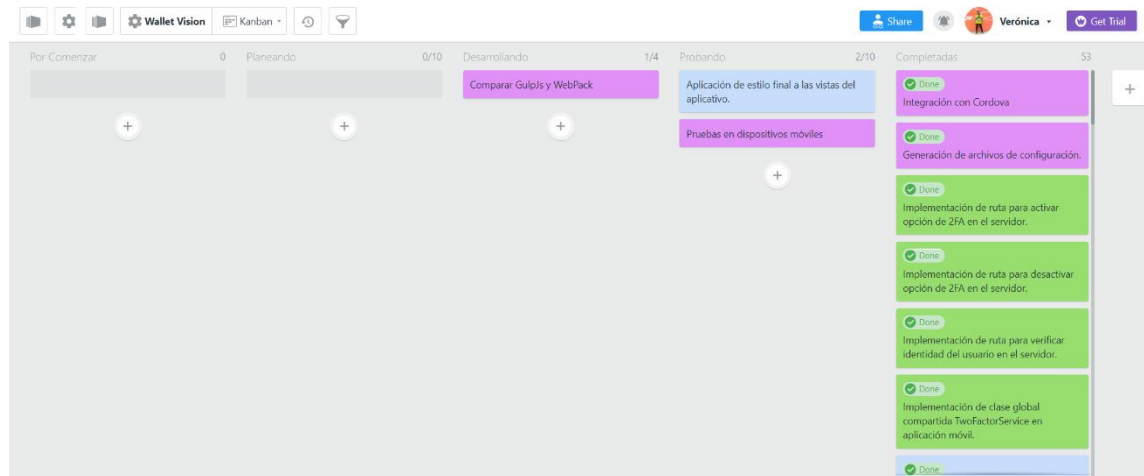 Wallet Vision
Kanban
Share
Verónica
Get Trial
Por Comenzar 0
Planeando 0/10
Desarrollando 1/4
Probando 2/10
Completadas 53
Comparar GulpJs y WebPack
Aplicación de estilo final a las vistas del
aplicativo.
Pruebas en dispositivos móviles
Done
Integración con Cordova
Done
Generación de archivos de configuración.
Done
Implementación de ruta para activar
opción de 2FA en el servidor.
Done
Implementación de ruta para desactivar
opción de 2FA en el servidor.
Done
Implementación de ruta para verificar
identidad del usuario en el servidor.
Done
Implementación de clase global
compartida TwoFactorService en
aplicación móvil.
Done